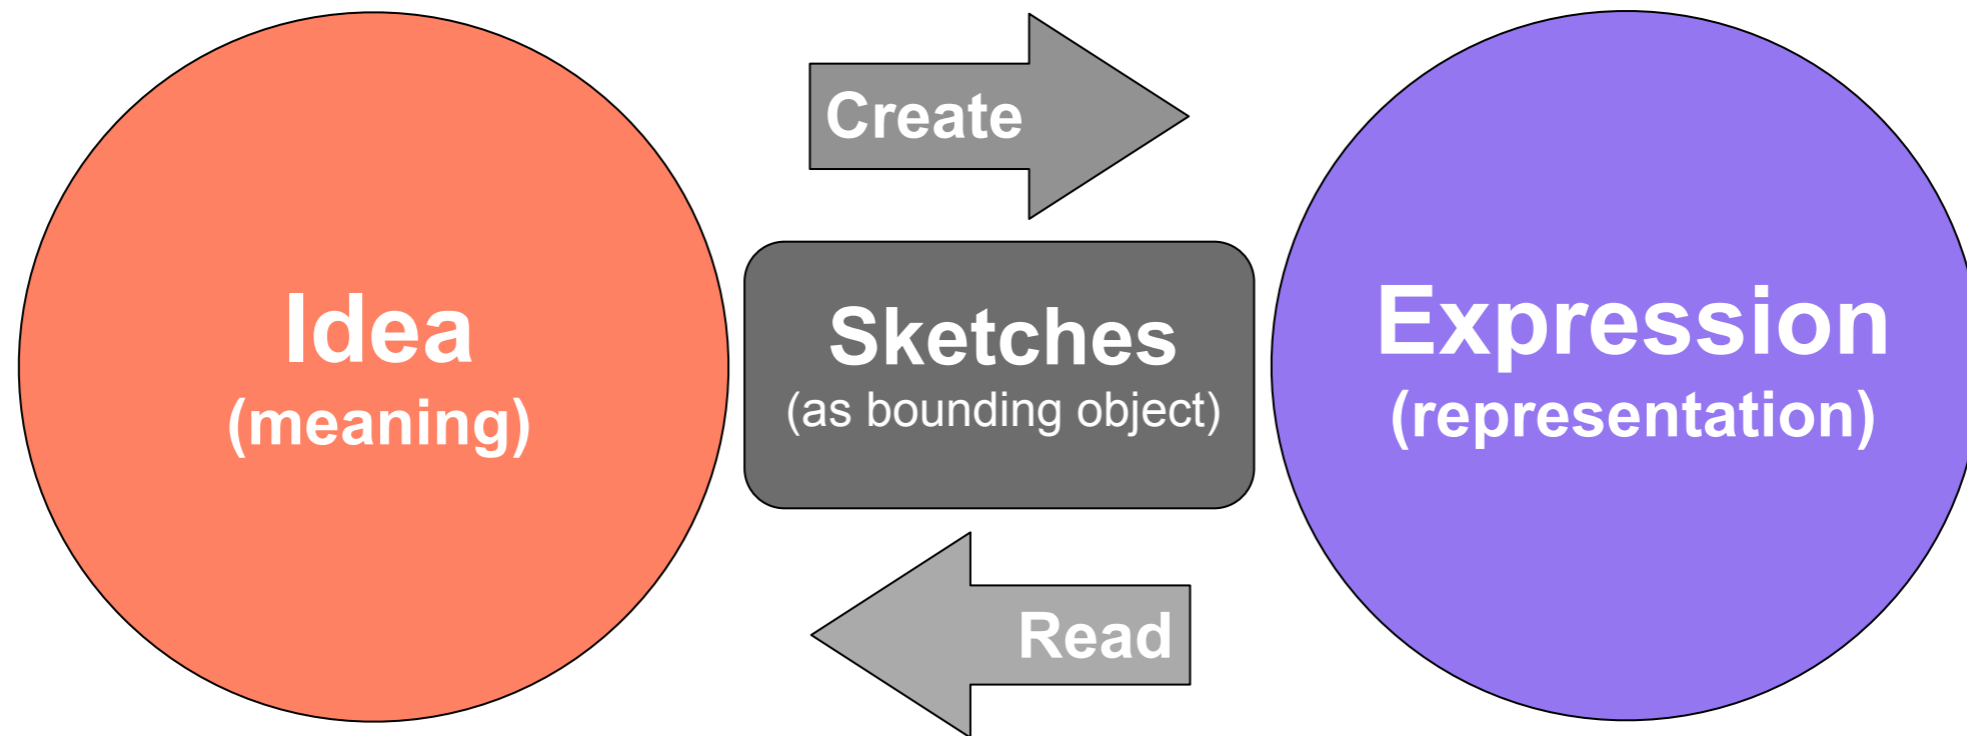 Create
Idea
(meaning)
Sketches
(as bounding object)
Expression
(representation)
Read